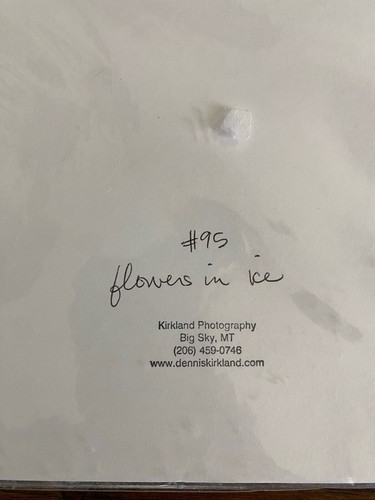 #95
flowers in ice
Kirkland Photography
Big Sky, MT
(206) 459-0746
www.denniskirkland.com